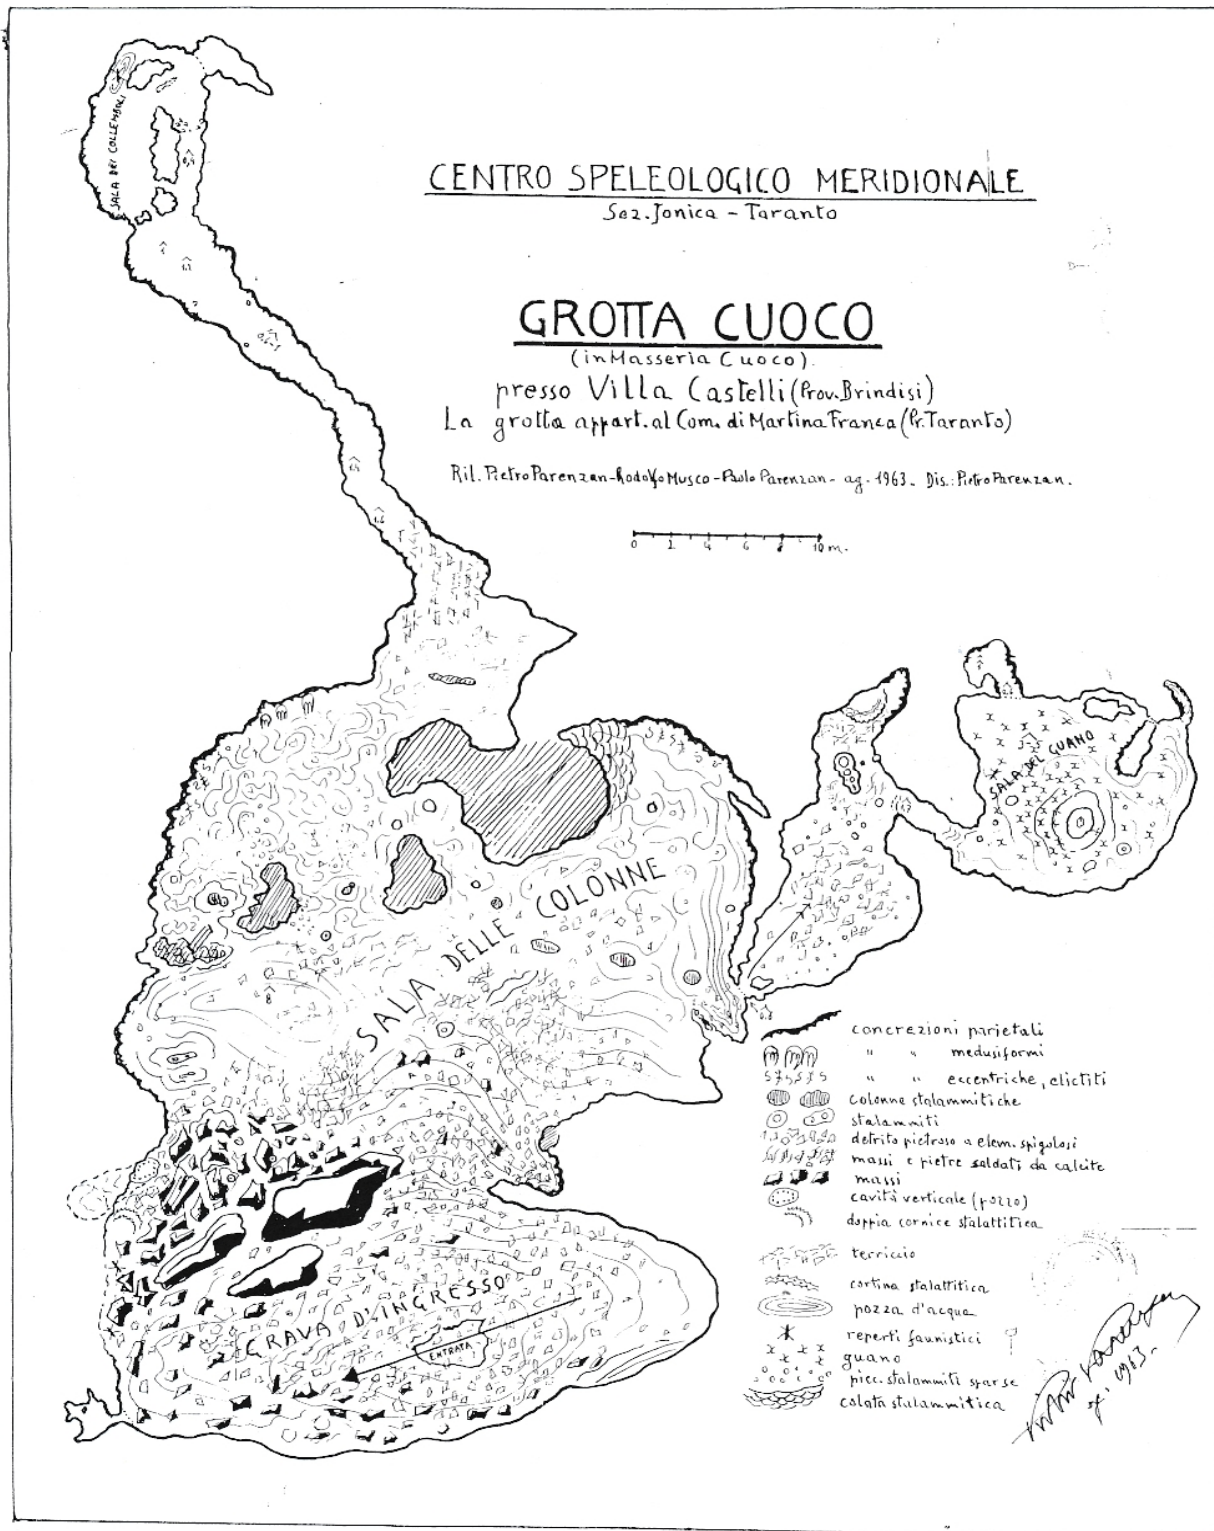 CENTRO SPELEOLOGICO MERIDIONALE
Sez. Jonica - Taranto
GROTTA CUOCO
(in Masseria Cuoco).
presso Villa Castelli (Prov. Brindisi)
La grotta appart. al Com. di Martina Franca (Pr. Taranto)
Ril. Pietro Parenzan - Rodolfo Musco - Paolo Parenzan - ag. 1963. Dis.: Pietro Parenzan.
0 2 4 6 8 10 m.
SALA DEI COLLEMBOLI
SALA DEL GUANO
SALA DELLE COLONNE
GRAVA D'INGRESSO
ENTRATA
concrezioni parietali
" " medusiformi
" " eccentriche, elictiti
colonne stalammitiche
stalammiti
detrito pietroso a elem. spigolosi
massi e pietre saldati da calcite
massi
cavità verticale (pozzo)
doppia cornice stalattitica
terriccio
cortina stalattitica
pozza d'acqua
reperti faunistici
guano
picc. stalammiti sparse
colata stalammitica
1963.